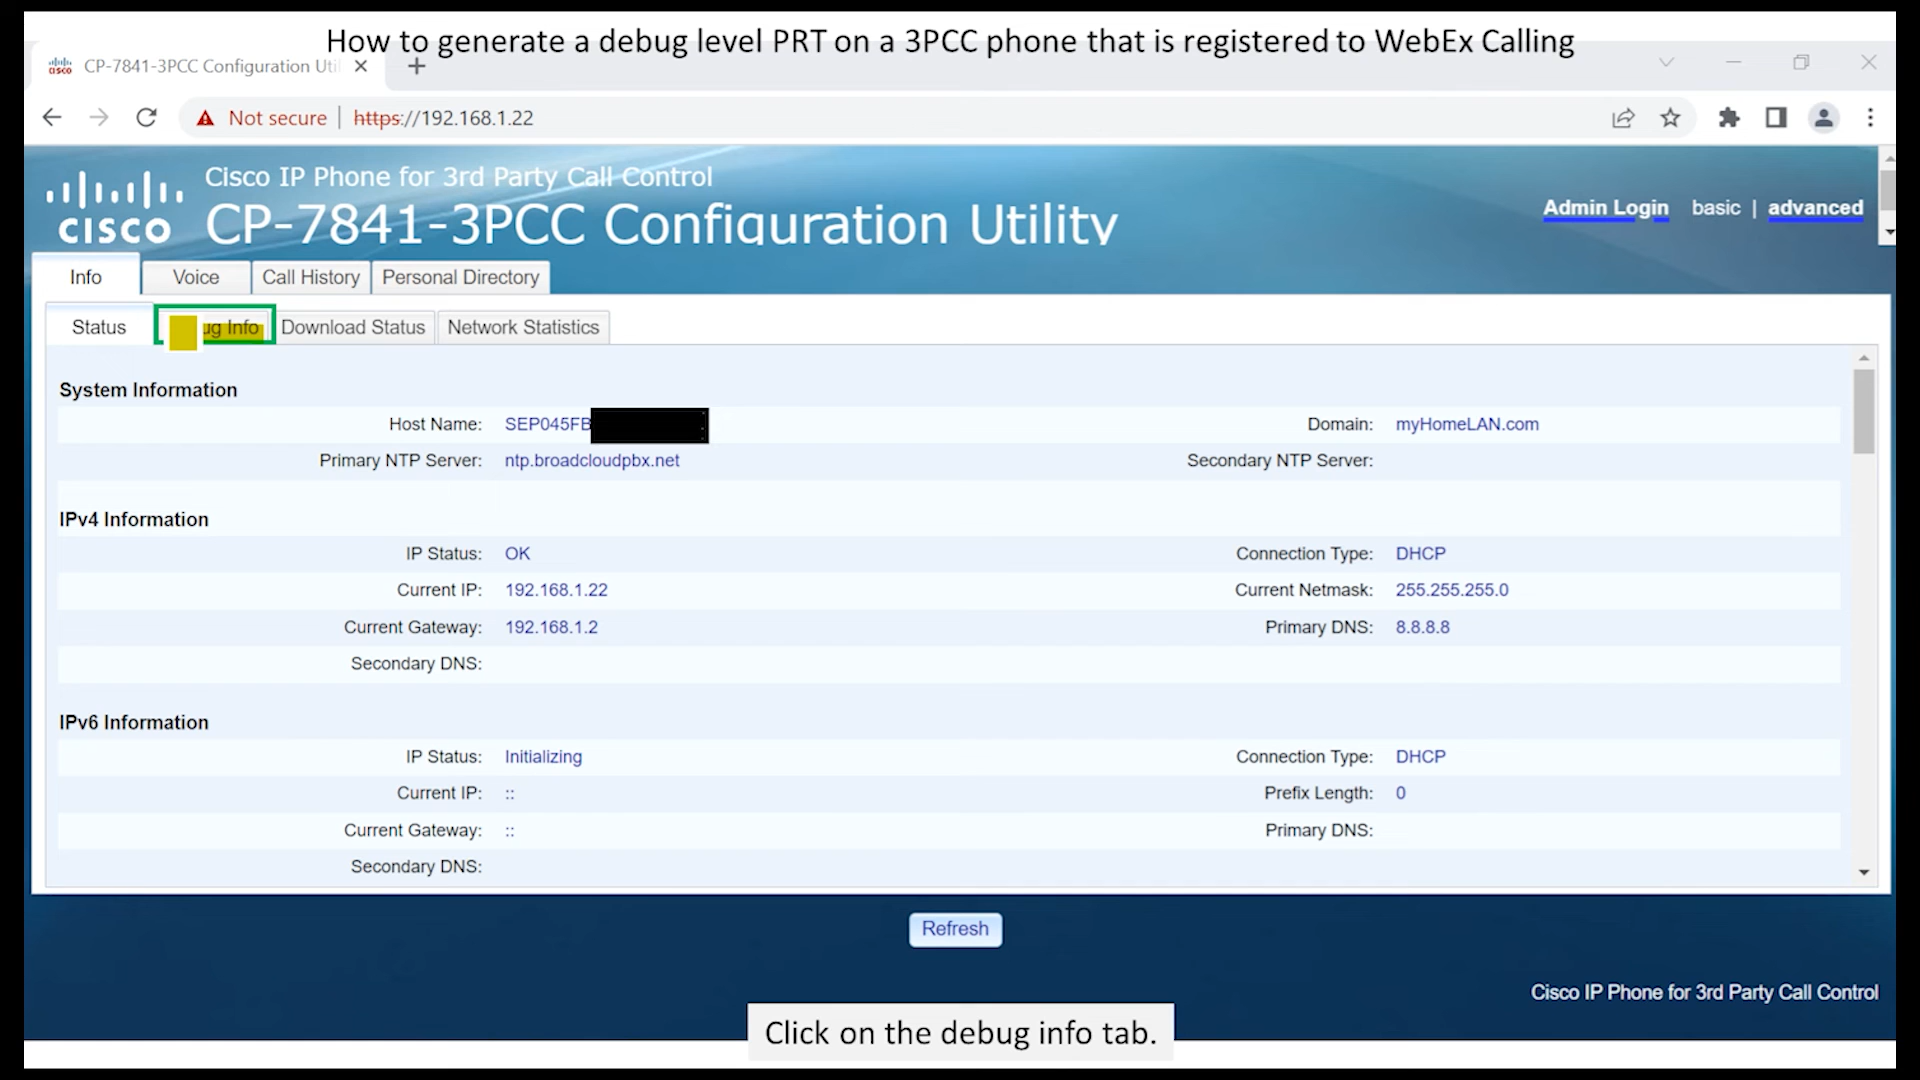 How to generate a debug level PRT on a 3PCC phone that is registered to WebEx Calling
CP-7841-3PCC Configuration Uti
Not secure | https://192.168.1.22
Cisco IP Phone for 3rd Party Call Control
CISCO CP-7841-3PCC Configuration Utility
Admin Login basic | advanced
Info Voice Call History Personal Directory
Status ug Info Download Status Network Statistics
System Information
Host Name: SEP045FB Domain: myHomeLAN.com
Primary NTP Server: ntp.broadcloudpbx.net Secondary NTP Server:
IPv4 Information
IP Status: OK Connection Type: DHCP
Current IP: 192.168.1.22 Current Netmask: 255.255.255.0
Current Gateway: 192.168.1.2 Primary DNS: 8.8.8.8
Secondary DNS:
IPv6 Information
IP Status: Initializing Connection Type: DHCP
Current IP: :: Prefix Length: 0
Current Gateway: :: Primary DNS:
Secondary DNS:
Refresh
Cisco IP Phone for 3rd Party Call Control
Click on the debug info tab.